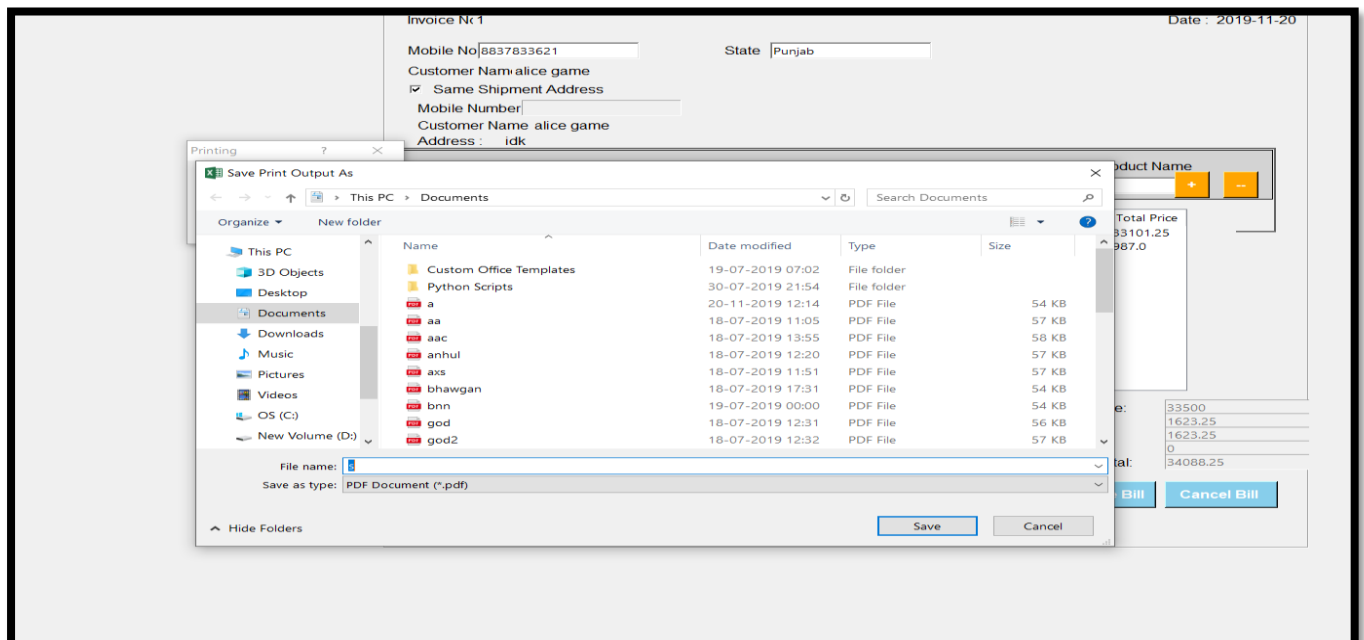 Invoice Nc 1 Date : 2019-11-20
Mobile No 8837833621 State Punjab
Customer Nam alice game
Same Shipment Address
Mobile Number
Customer Name alice game
Address : idk
Printing ? ×
Save Print Output As
duct Name
+ --
This PC > Documents Search Documents
Organize New folder ?
Total Price
33101.25
987.0
Name Date modified Type Size
This PC
3D Objects
Desktop
Documents
Downloads
Music
Pictures
Videos
OS (C:)
New Volume (D:)
Custom Office Templates 19-07-2019 07:02 File folder
Python Scripts 30-07-2019 21:54 File folder
a 20-11-2019 12:14 PDF File 54 KB
aa 18-07-2019 11:05 PDF File 57 KB
aac 18-07-2019 13:55 PDF File 58 KB
anhul 18-07-2019 12:20 PDF File 57 KB
axs 18-07-2019 11:51 PDF File 57 KB
bhawgan 18-07-2019 17:31 PDF File 54 KB
bnn 19-07-2019 00:00 PDF File 54 KB
god 18-07-2019 12:31 PDF File 56 KB
god2 18-07-2019 12:32 PDF File 57 KB
e: 33500
1623.25
1623.25
0
tal: 34088.25
File name:
Save as type: PDF Document (*.pdf)
Bill Cancel Bill
Hide Folders Save Cancel